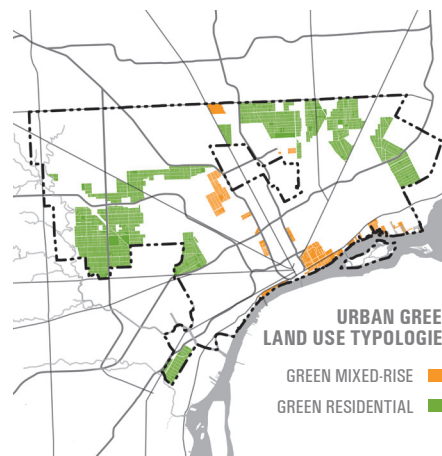 URBAN GREE
LAND USE TYPOLOGIE
GREEN MIXED-RISE
GREEN RESIDENTIAL